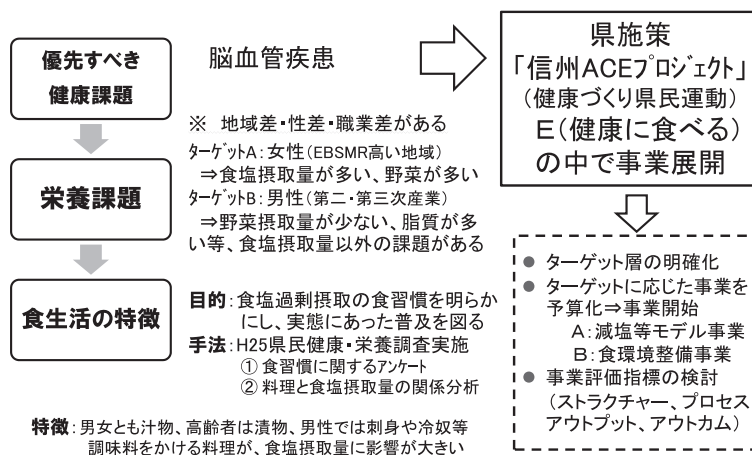 優先すべき
健康課題
脳血管疾患
※ 地域差・性差・職業差がある
ターゲットA：女性（EBSMR高い地域）
⇒食塩摂取量が多い、野菜が多い
ターゲットB：男性（第二・第三次産業）
⇒野菜摂取量が少ない、脂質が多
い等、食塩摂取量以外の課題がある
栄養課題
食生活の特徴
目的：食塩過剰摂取の食習慣を明らか
にし、実態にあった普及を図る
手法：H25県民健康・栄養調査実施
① 食習慣に関するアンケート
② 料理と食塩摂取量の関係分析
特徴：男女とも汁物、高齢者は漬物、男性では刺身や冷奴等
調味料をかける料理が、食塩摂取量に影響が大きい
県施策
「信州ACEプロジェクト」
（健康づくり県民運動）
E（健康に食べる）
の中で事業展開
● ターゲット層の明確化
● ターゲットに応じた事業を
予算化⇒事業開始
A：減塩等モデル事業
B：食環境整備事業
● 事業評価指標の検討
（ストラクチャー、プロセス
アウトプット、アウトカム）